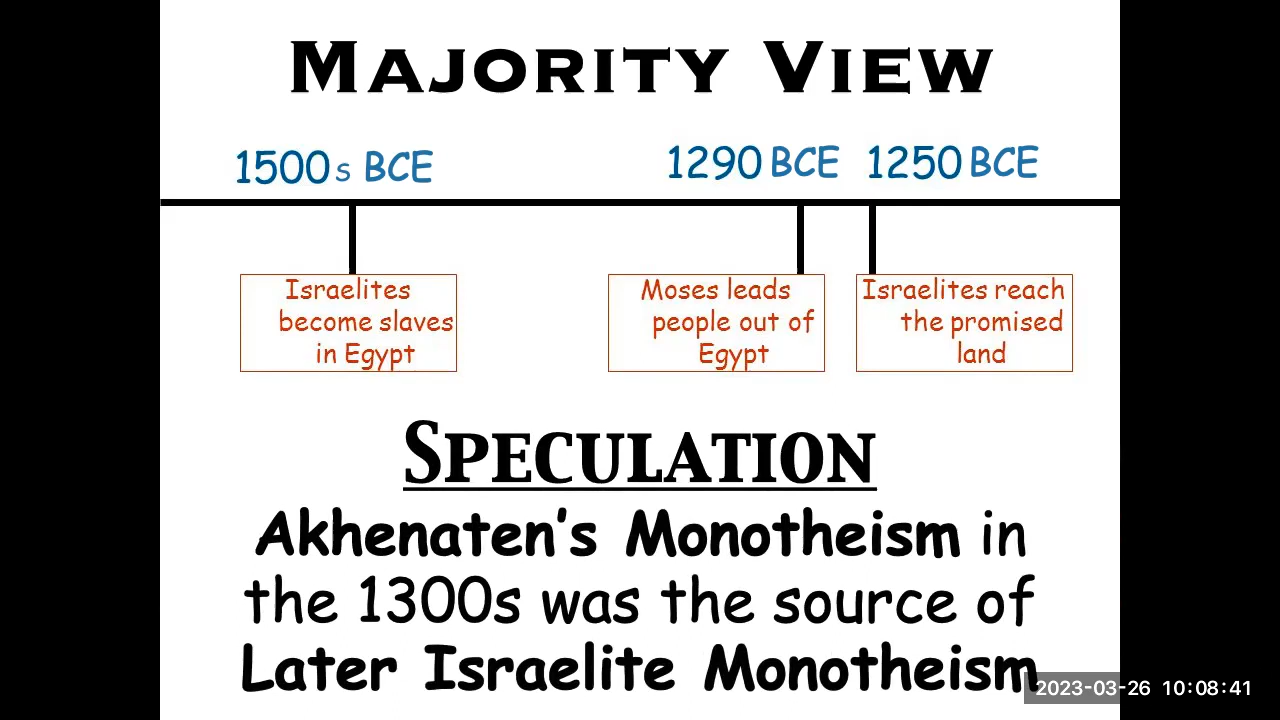 MAJORITY VIEW
1500s BCE 1290 BCE 1250 BCE
Israelites
become slaves
in Egypt
Moses leads
people out of
Egypt
Israelites reach
the promised
land
SPECULATION
Akhenaten's Monotheism in
the 1300s was the source of
Later Israelite Monotheism
2023-03-26 10:08:41